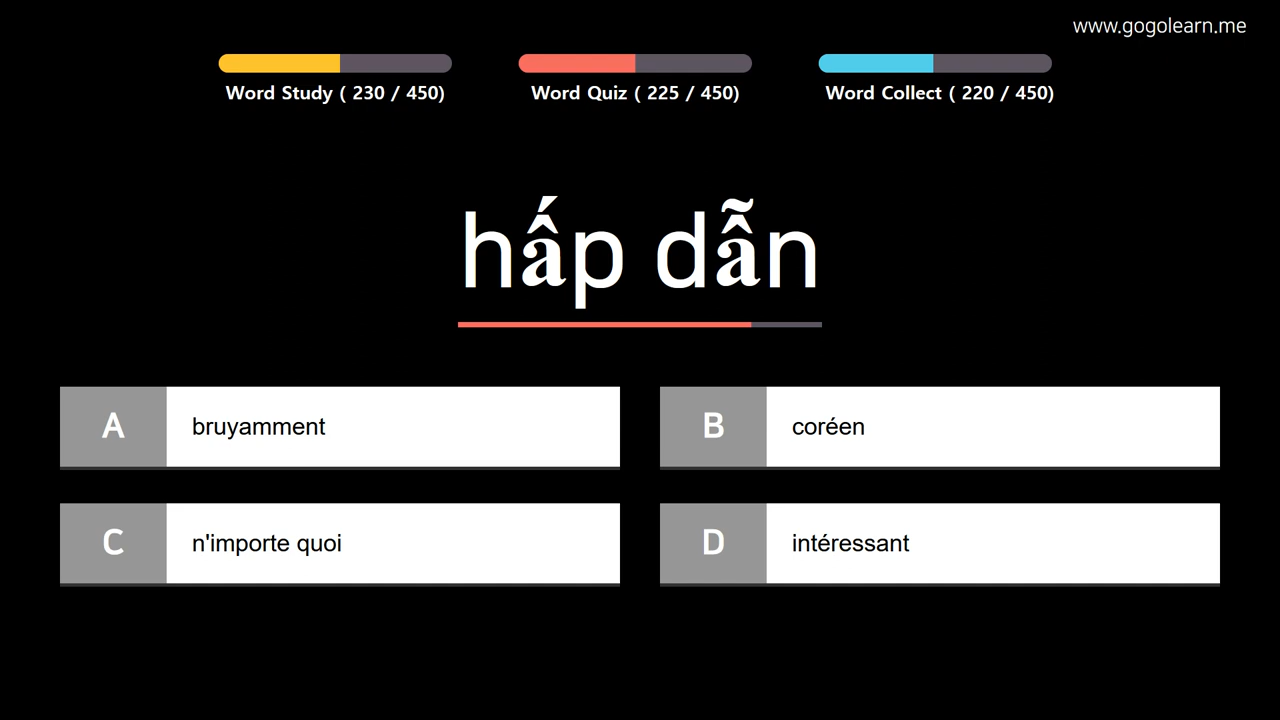 www.gogolearn.me
Word Study ( 230 / 450)
Word Quiz ( 225 / 450)
Word Collect ( 220 / 450)
hấp dẫn
A bruyamment
B coréen
C n'importe quoi
D intéressant